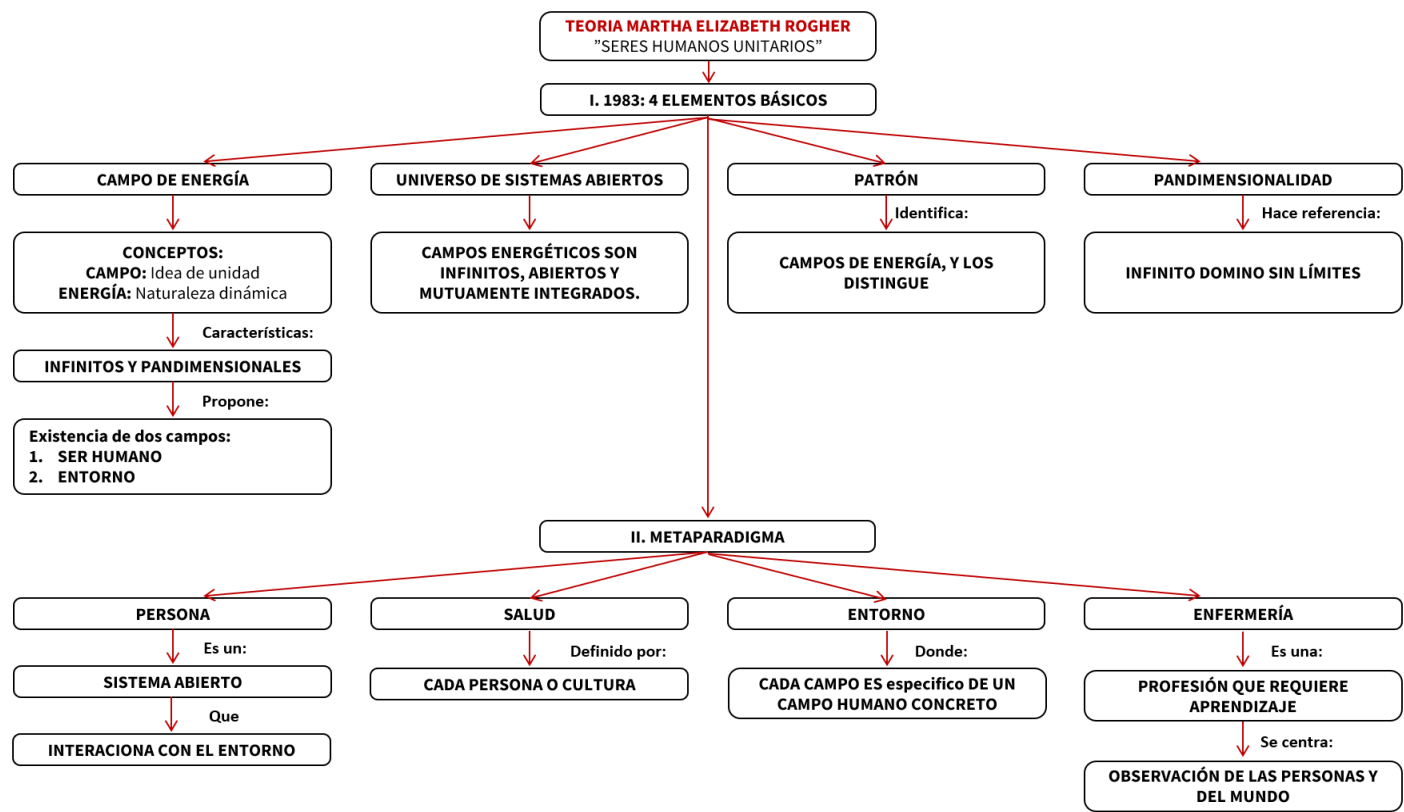 TEORIA MARTHA ELIZABETH ROGHER
”SERES HUMANOS UNITARIOS”
I. 1983: 4 ELEMENTOS BÁSICOS
CAMPO DE ENERGÍA
CONCEPTOS:
CAMPO: Idea de unidad
ENERGÍA: Naturaleza dinámica
Características:
INFINITOS Y PANDIMENSIONALES
Propone:
Existencia de dos campos:
1. SER HUMANO
2. ENTORNO
UNIVERSO DE SISTEMAS ABIERTOS
CAMPOS ENERGÉTICOS SON
INFINITOS, ABIERTOS Y
MUTUAMENTE INTEGRADOS.
PATRÓN
Identifica:
CAMPOS DE ENERGÍA, Y LOS
DISTINGUE
PANDIMENSIONALIDAD
Hace referencia:
INFINITO DOMINO SIN LÍMITES
II. METAPARADIGMA
PERSONA
Es un:
SISTEMA ABIERTO
Que
INTERACIONA CON EL ENTORNO
SALUD
Definido por:
CADA PERSONA O CULTURA
ENTORNO
Donde:
CADA CAMPO ES especifico DE UN
CAMPO HUMANO CONCRETO
ENFERMERÍA
Es una:
PROFESIÓN QUE REQUIERE
APRENDIZAJE
Se centra:
OBSERVACIÓN DE LAS PERSONAS Y
DEL MUNDO